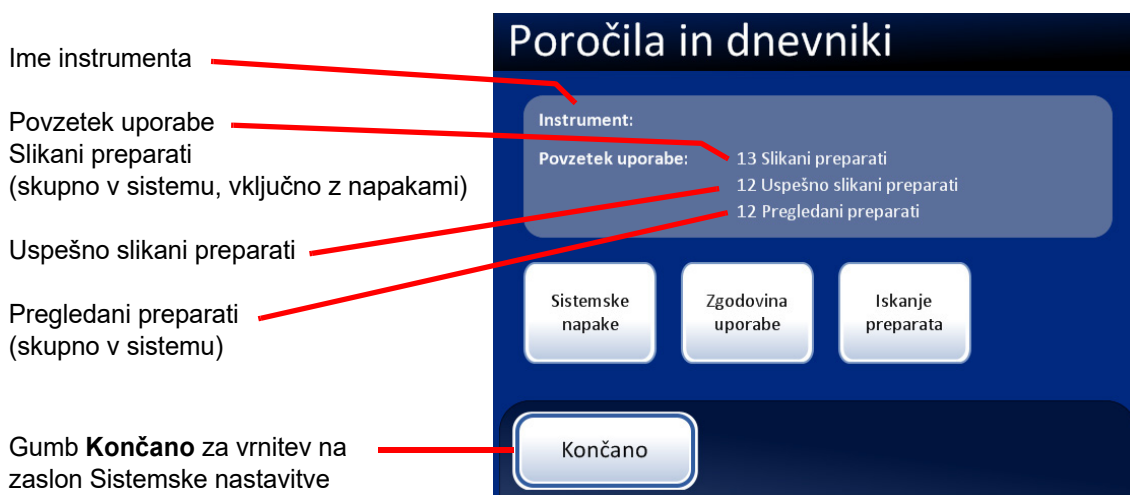 Ime instrumenta
Povzetek uporabe
Slikani preparati
(skupno v sistemu, vključno z napakami)
Uspešno slikani preparati
Pregledani preparati
(skupno v sistemu)
Gumb Končano za vrnitev na
zaslon Sistemske nastavitve
Poročila in dnevniki
Instrument:
Povzetek uporabe: 13 Slikani preparati
12 Uspešno slikani preparati
12 Pregledani preparati
Sistemske
napake
Zgodovina
uporabe
Iskanje
preparata
Končano